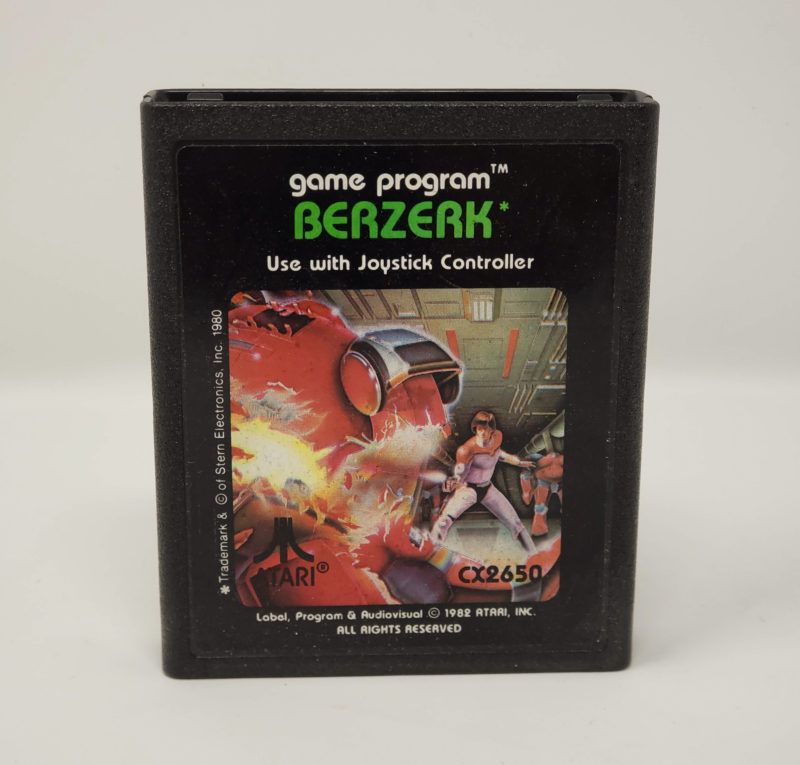 game program™
BERZERK*
Use with Joystick Controller
*Trademark & © of Stern Electronics, Inc. 1980
ATARI®
CX2650
Label, Program & Audiovisual © 1982 ATARI, INC.
ALL RIGHTS RESERVED